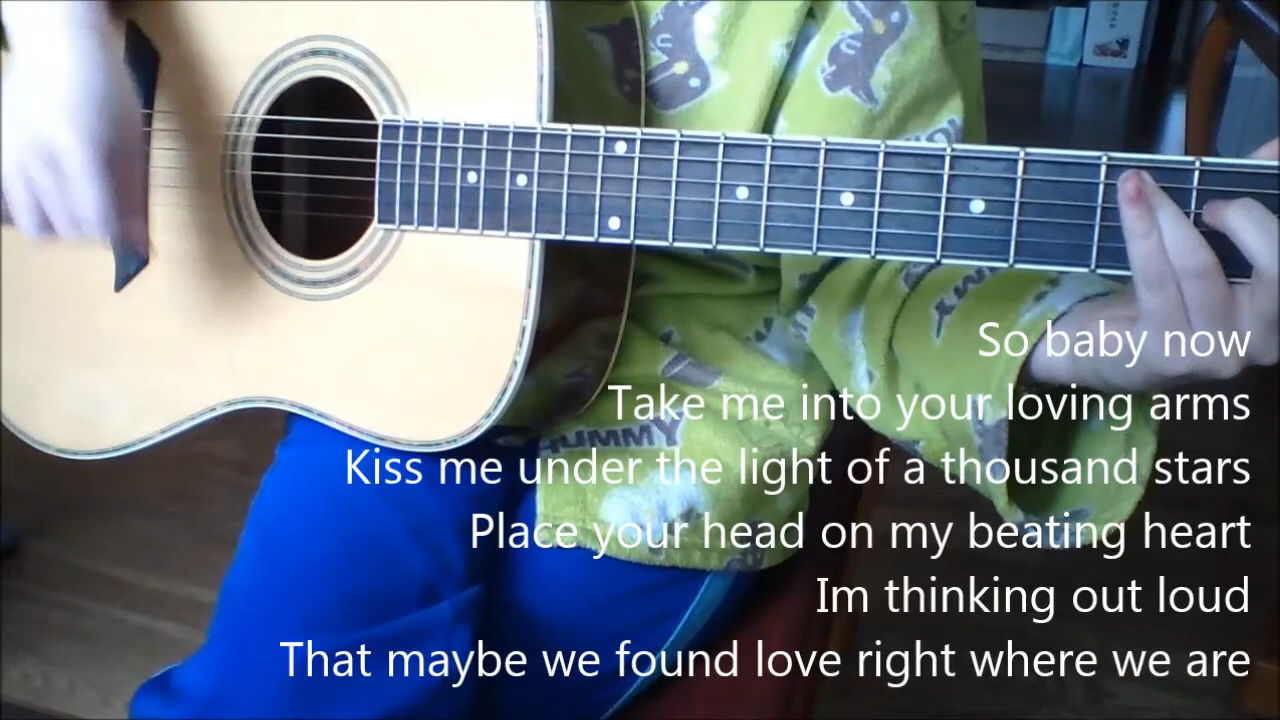 So baby now
Take me into your loving arms
Kiss me under the light of a thousand stars
Place your head on my beating heart
Im thinking out loud
That maybe we found love right where we are